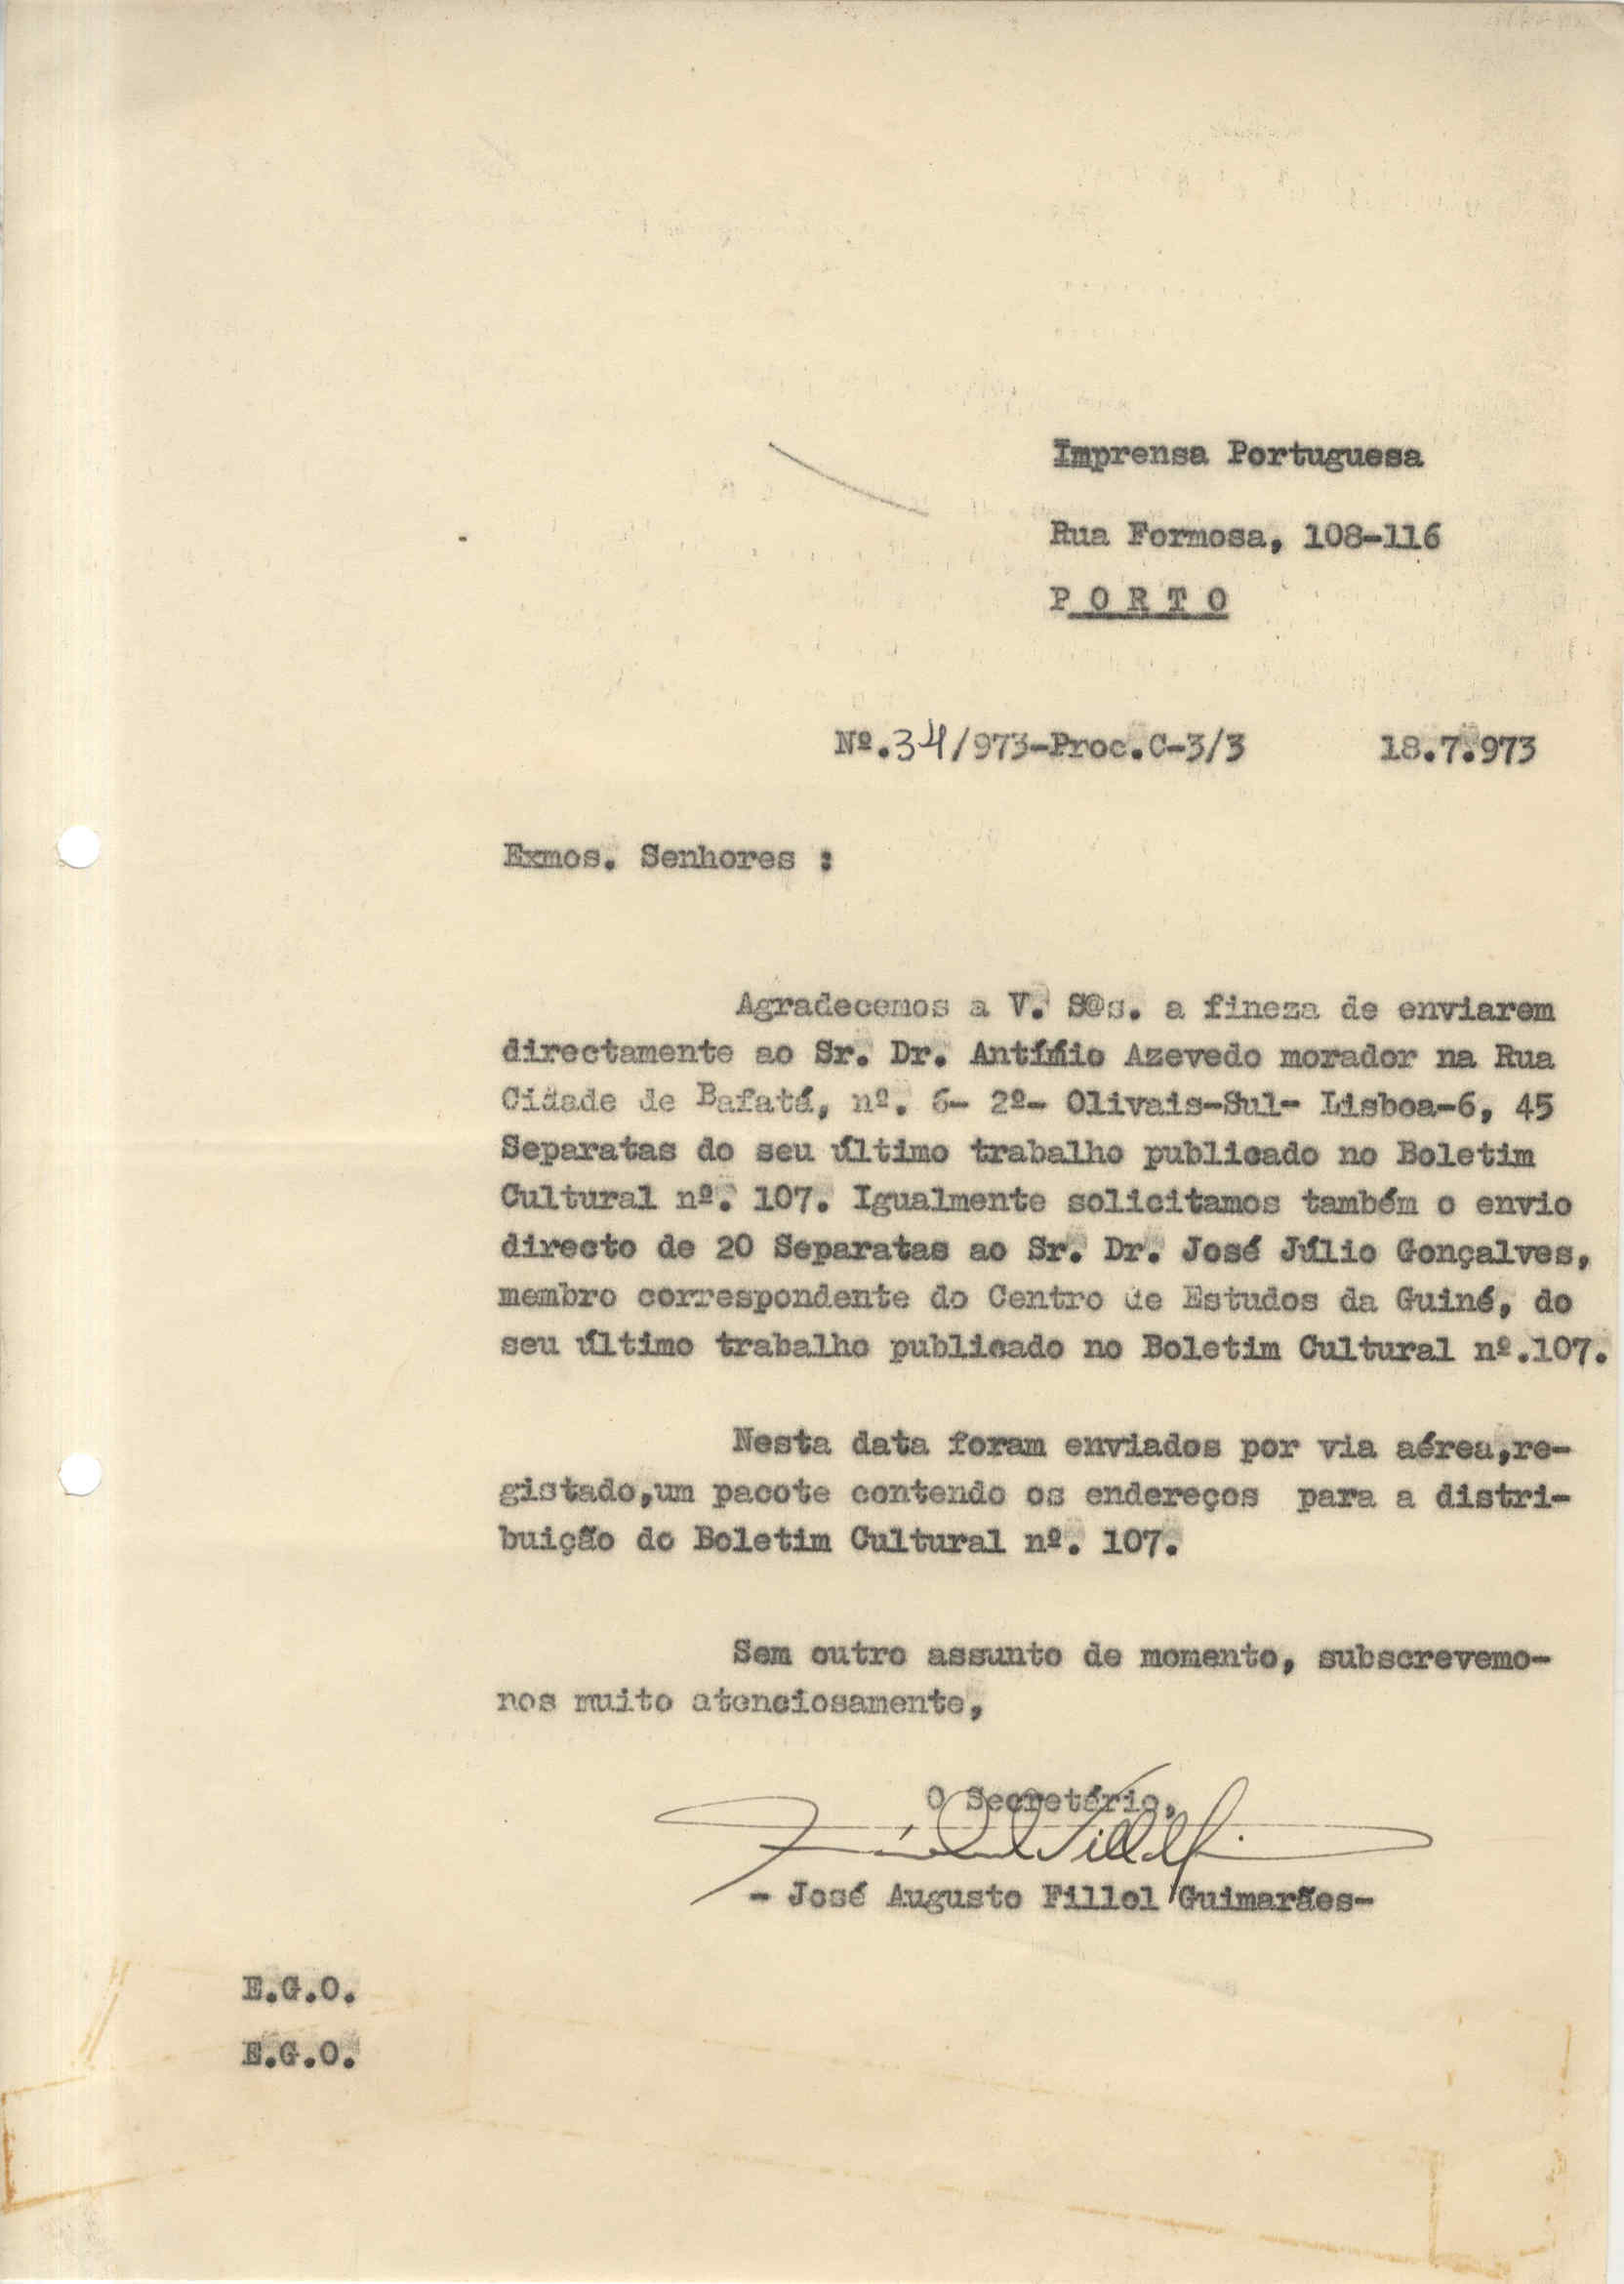 Imprensa Portuguesa
Rua Formosa, 108-116
P O R T O
Nº.34/973-Proc.C-3/3 18.7.973
Exmos. Senhores :
Agradecemos a V. S@s. a fineza de enviarem
directamente ao Sr. Dr. Azevedo morador na Rua
Cidade de Bafatá, nº. 6- 2º- Olivais-Sul- Lisboa-6, 45
Separatas do seu último trabalho publicado no Boletim
Cultural nº. 107. Igualmente solicitamos também o envio
directo de 20 Separatas ao Sr. Dr. José Júlio Gonçalves,
membro correspondente do Centro de Estudos da Guiné, do
seu último trabalho publicado no Boletim Cultural nº.107.
Nesta data foram enviados por via aérea,re-
gistado,um pacote contendo os endereços para a distri-
buição do Boletim Cultural nº. 107.
Sem outro assunto de momento, subscrevemo-
nos muito atenciosamente,
O Secretário,
- José Augusto Fillol Guimarães-
E.G.O.
E.G.O.